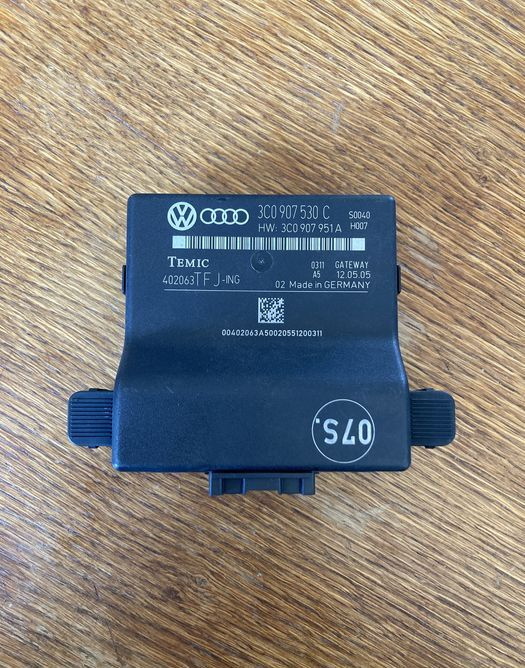 3C0 907 530 C S0040
HW: 3C0 907 951 A H007
TEMIC 0311 GATEWAY
402063TFJ-ING A5 12.05.05
02 Made in GERMANY
00402063A50020551200311
07S.